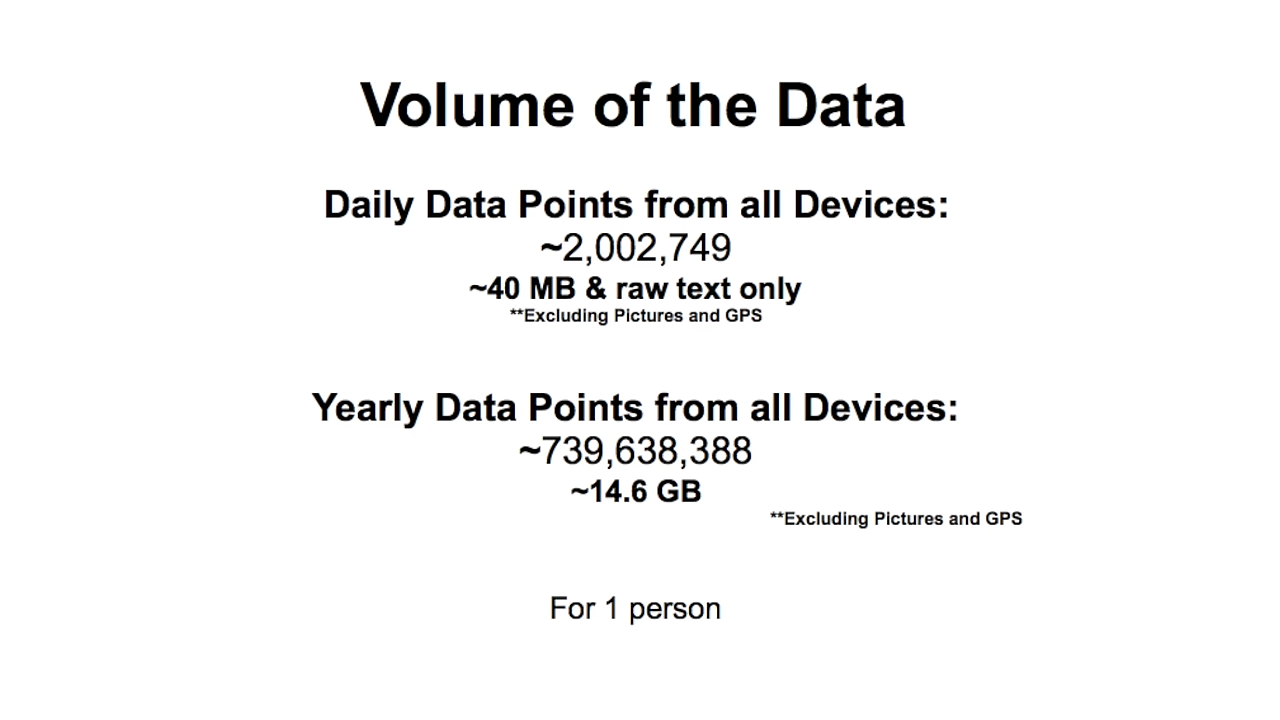 Volume of the Data
Daily Data Points from all Devices:
~2,002,749
~40 MB & raw text only
**Excluding Pictures and GPS
Yearly Data Points from all Devices:
~739,638,388
~14.6 GB
**Excluding Pictures and GPS
For 1 person